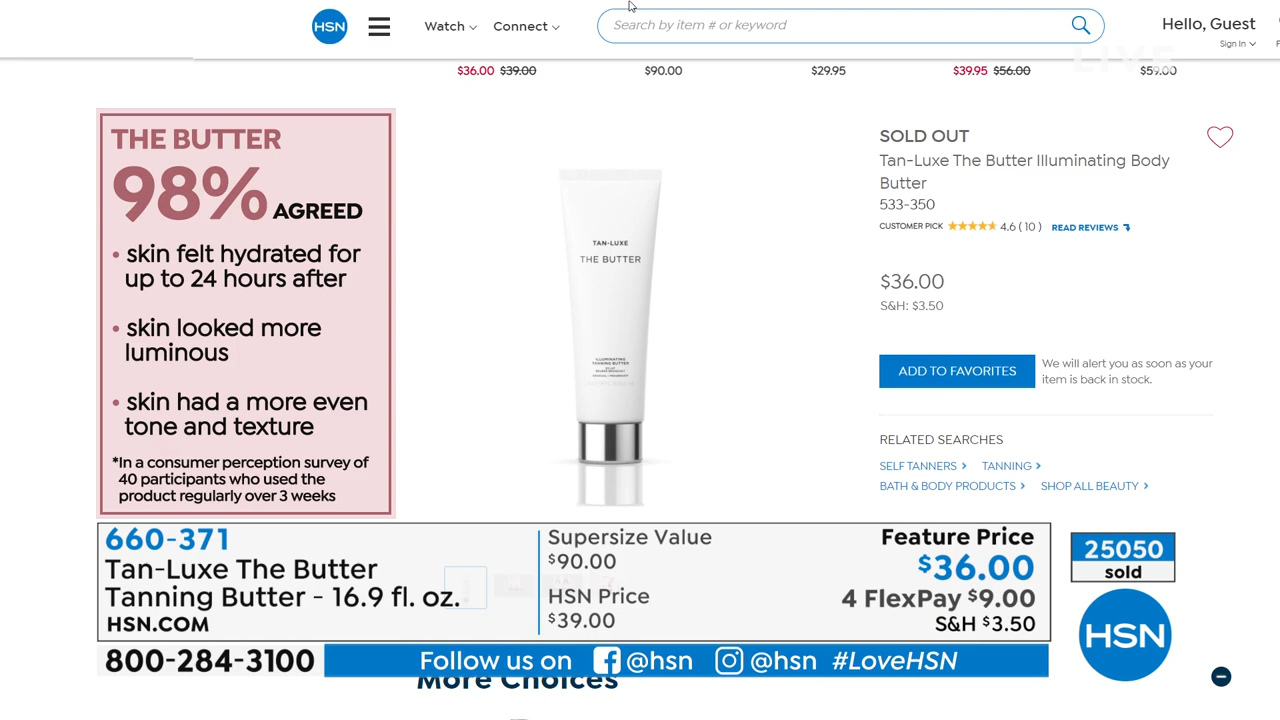 HSN
Watch
Connect
Search by item # or keyword
Hello, Guest
Sign In
LIVE
$36.00 $39.00
$90.00
$29.95
$39.95 $56.00
$59.00
THE BUTTER
98% AGREED
• skin felt hydrated for
up to 24 hours after
• skin looked more
luminous
• skin had a more even
tone and texture
*In a consumer perception survey of
40 participants who used the
product regularly over 3 weeks
TAN-LUXE
THE BUTTER
ILLUMINATING
TANNING BUTTER
SOLD OUT
Tan-Luxe The Butter Illuminating Body
Butter
533-350
CUSTOMER PICK 4.6 ( 10 ) READ REVIEWS
$36.00
S&H: $3.50
ADD TO FAVORITES
We will alert you as soon as your
item is back in stock.
RELATED SEARCHES
SELF TANNERS TANNING
BATH & BODY PRODUCTS SHOP ALL BEAUTY
660-371
Tan-Luxe The Butter
Tanning Butter - 16.9 fl. oz.
HSN.COM
Supersize Value
$90.00
HSN Price
$39.00
Feature Price
$36.00
4 FlexPay $9.00
S&H $3.50
25050
sold
HSN
800-284-3100
Follow us on @hsn @hsn #LoveHSN
More Choices